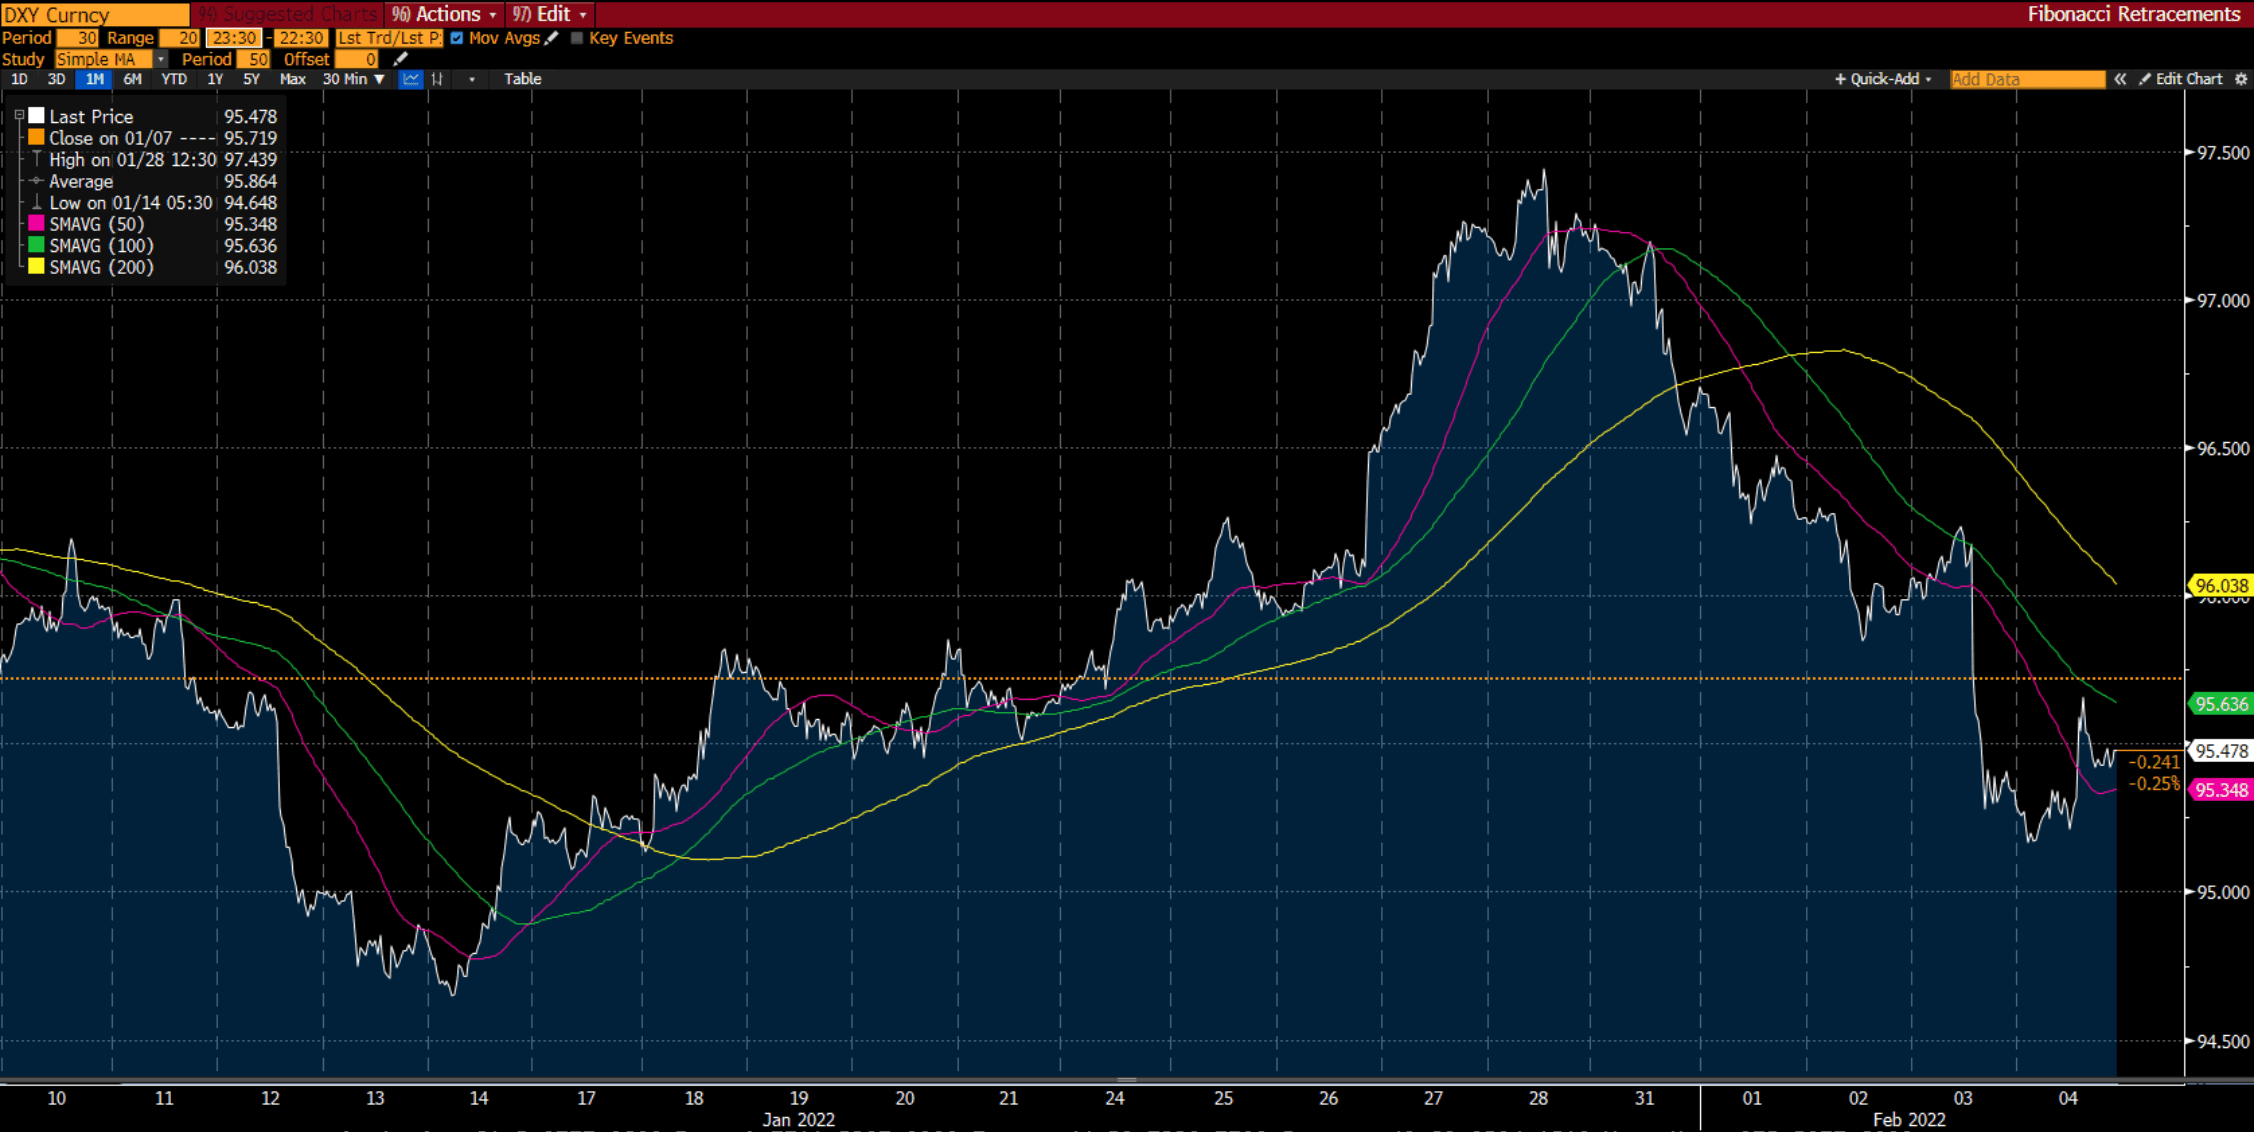 DXY Curncy 94) Suggested Charts 96) Actions 97) Edit Fibonacci Retracements
Period 30 Range 20 23:30 - 22:30 Lst Trd/Lst P: Mov Avgs Key Events
Study Simple MA Period 50 Offset 0
1D 3D 1M 6M YTD 1Y 5Y Max 30 Min ▼ Table + Quick-Add Add Data « Edit Chart
Last Price 95.478
Close on 01/07 ---- 95.719
High on 01/28 12:30 97.439
Average 95.864
Low on 01/14 05:30 94.648
SMAVG (50) 95.348
SMAVG (100) 95.636
SMAVG (200) 96.038
97.500
97.000
96.500
96.038
95.636
95.478
-0.241
-0.25%
95.348
95.000
94.500
10 11 12 13 14 17 18 19 20 21 24 25 26 27 28 31 01 02 03 04
Jan 2022 Feb 2022